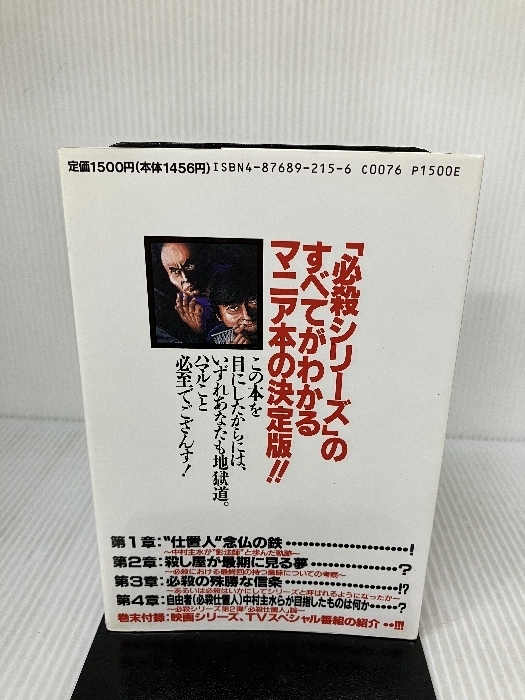 定価1500円(本体1456円) ISBN4-87689-215-6 C0076 P1500E
「必殺シリーズ」の
すべてがわかる
マニア本の決定版!!
この本を
目にしたからには、
いずれあなたも地獄道。
ハマルこと
必至でござんす!
第1章:“仕置人”念仏の鉄……………………!
〜中村主水が“影法師”と歩んだ軌跡〜
第2章:殺し屋が最期に見る夢………………?
〜必殺における最終回の持つ意味についての考察〜
第3章:必殺の殊勝な信条……………………!?
〜あるいは必殺はいかにしてシリーズと呼ばれるようになったか〜
第4章:自由者(必殺仕置人)中村主水らが目指したものは何か……?
〜必殺シリーズ第2弾「必殺仕置人」論〜
巻末付録:映画シリーズ、TVスペシャル番組の紹介 ‥!!!